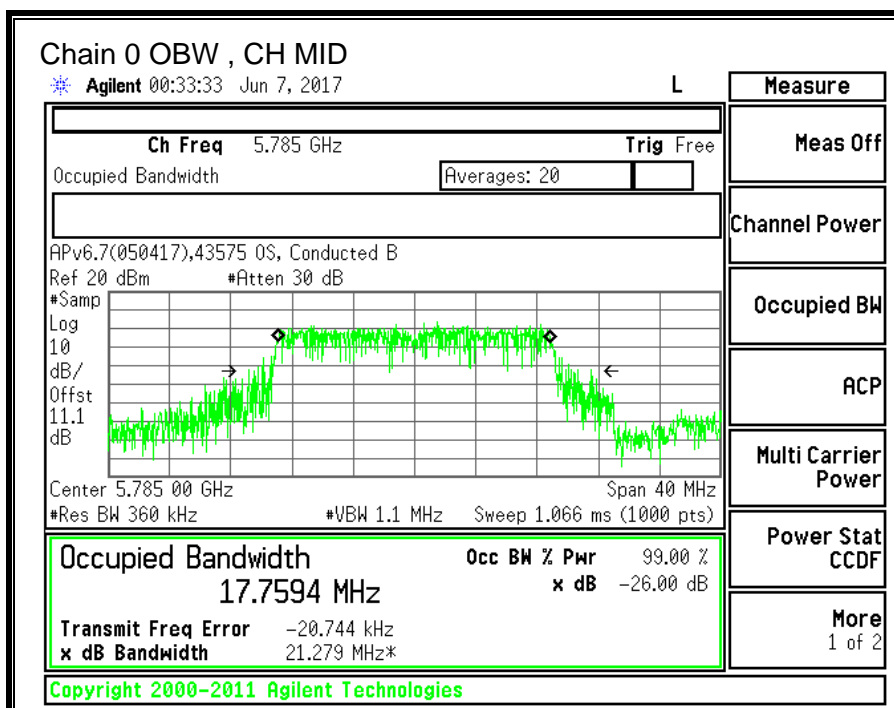 Chain 0 OBW , CH MID
Agilent 00:33:33 Jun 7, 2017 L
Measure
Ch Freq 5.785 GHz Trig Free
Meas Off
Occupied Bandwidth Averages: 20
Channel Power
APv6.7(050417),43575 OS, Conducted B
Ref 20 dBm #Atten 30 dB
#Samp
Log
10
dB/
Offst
11.1
dB
Occupied BW
ACP
Center 5.785 00 GHz Span 40 MHz
#Res BW 360 kHz #VBW 1.1 MHz Sweep 1.066 ms (1000 pts)
Multi Carrier
Power
Occupied Bandwidth Occ BW % Pwr 99.00 %
17.7594 MHz x dB -26.00 dB
Power Stat
CCDF
Transmit Freq Error -20.744 kHz
x dB Bandwidth 21.279 MHz*
More
1 of 2
Copyright 2000-2011 Agilent Technologies